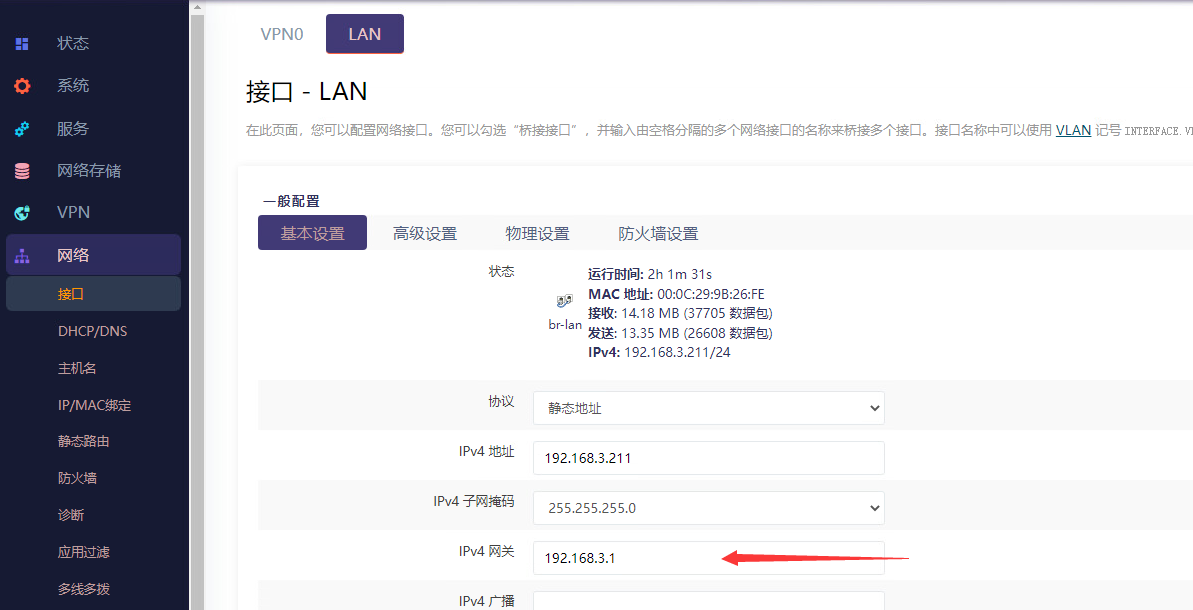 状态
系统
服务
网络存储
VPN
网络
接口
DHCP/DNS
主机名
IP/MAC绑定
静态路由
防火墙
诊断
应用过滤
多线多拨
VPN0
LAN
接口 - LAN
在此页面，您可以配置网络接口。您可以勾选“桥接接口”，并输入由空格分隔的多个网络接口的名称来桥接多个接口。接口名称中可以使用 VLAN 记号 INTERFACE.V
一般配置
基本设置 高级设置 物理设置 防火墙设置
状态
br-lan
运行时间: 2h 1m 31s
MAC 地址: 00:0C:29:9B:26:FE
接收: 14.18 MB (37705 数据包)
发送: 13.35 MB (26608 数据包)
IPv4: 192.168.3.211/24
协议 静态地址
IPv4 地址 192.168.3.211
IPv4 子网掩码 255.255.255.0
IPv4 网关 192.168.3.1
IPv4 广播